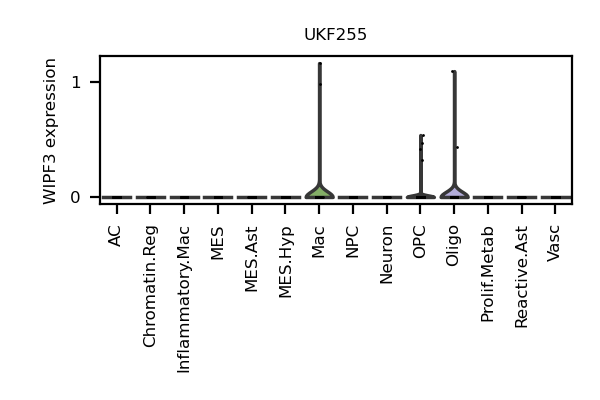 UKF255
WIPF3 expression
1
0
AC
Chromatin.Reg
Inflammatory.Mac
MES
MES.Ast
MES.Hyp
Mac
NPC
Neuron
OPC
Oligo
Prolif.Metab
Reactive.Ast
Vasc